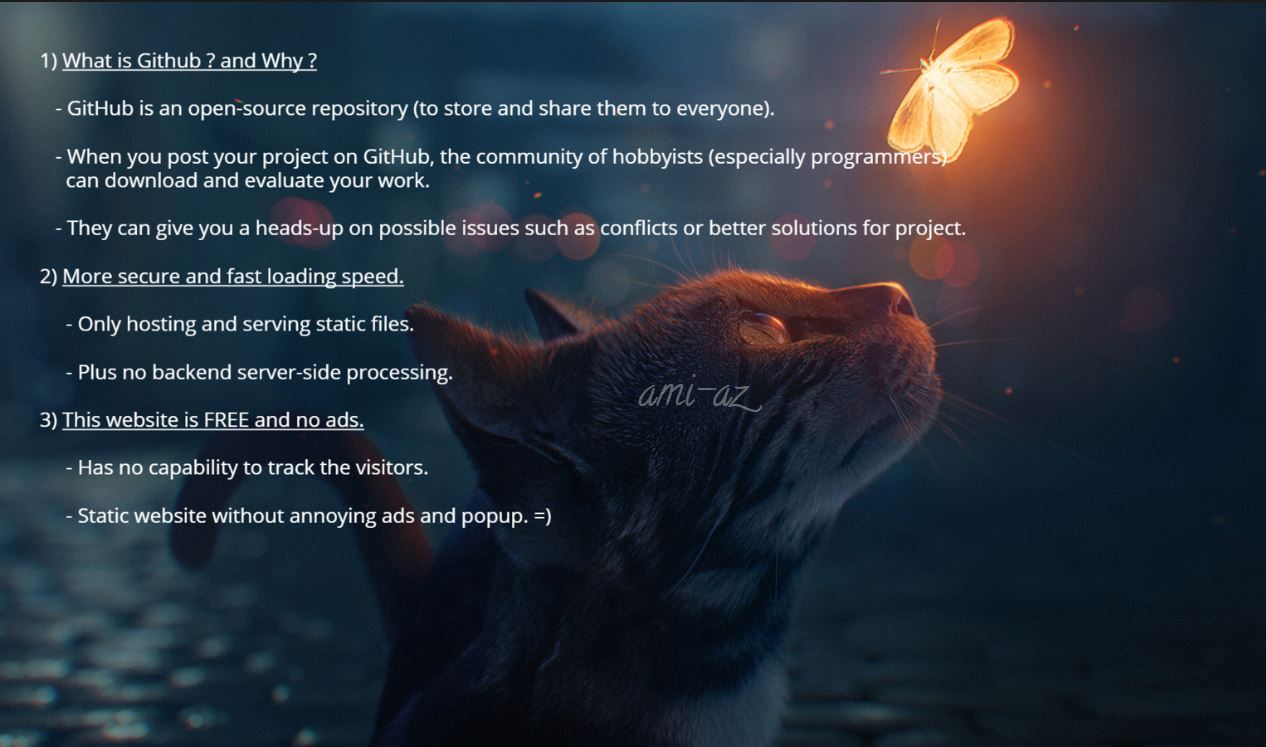 1) What is Github ? and Why ?
- GitHub is an open-source repository (to store and share them to everyone).
- When you post your project on GitHub, the community of hobbyists (especially programmers)
can download and evaluate your work.
- They can give you a heads-up on possible issues such as conflicts or better solutions for project.
2) More secure and fast loading speed.
- Only hosting and serving static files.
- Plus no backend server-side processing.
ami-az
3) This website is FREE and no ads.
- Has no capability to track the visitors.
- Static website without annoying ads and popup. =)